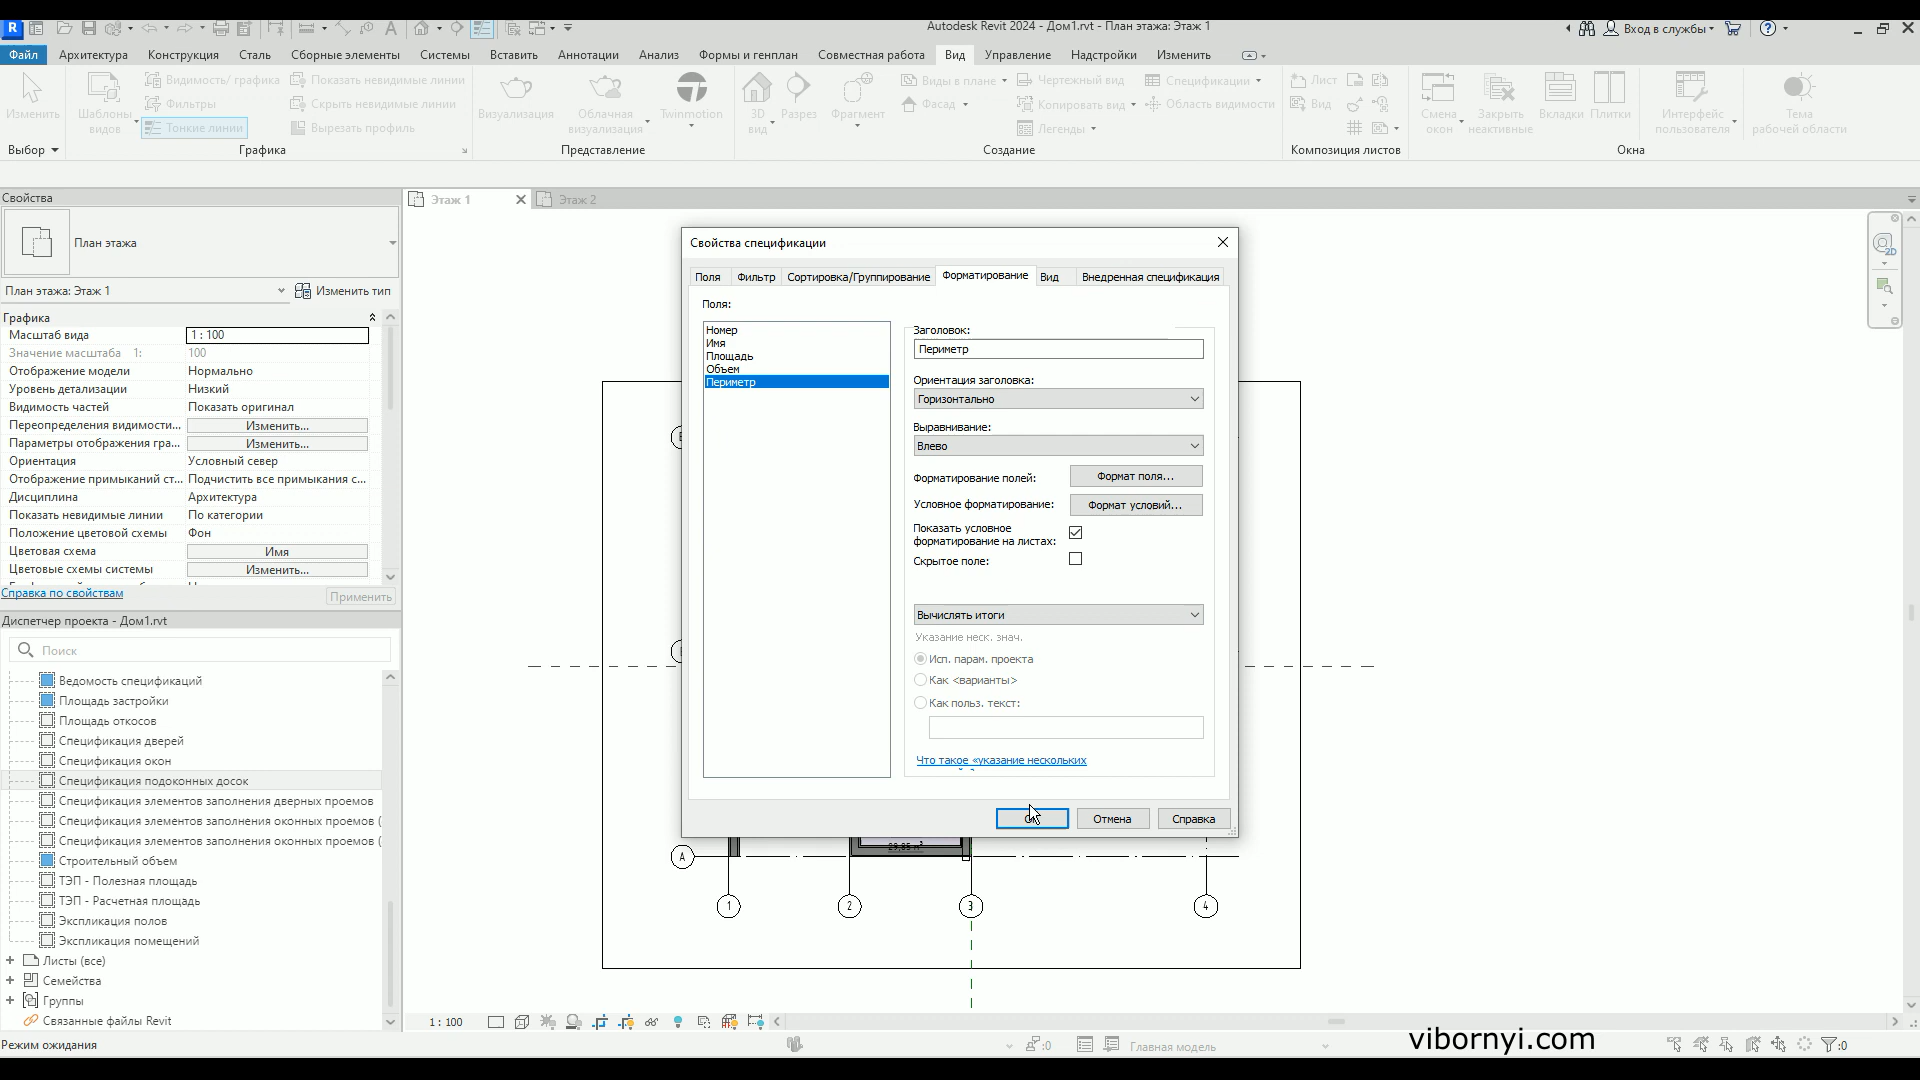 Autodesk Revit 2024 - Дом1.rvt - План этажа: Этаж 1
Вход в службы
Файл Архитектура Конструкция Сталь Сборные элементы Системы Вставить Аннотации Анализ Формы и генплан Совместная работа Вид Управление Надстройки Изменить
Изменить
Шаблоны видов
Видимость/ графика
Фильтры
Тонкие линии
Показать невидимые линии
Скрыть невидимые линии
Вырезать профиль
Визуализация
Облачная визуализация
Twinmotion
3D вид
Разрез
Фрагмент
Виды в плане
Фасад
Чертежный вид
Копировать вид
Легенды
Спецификации
Область видимости
Лист
Вид
Смена окон
Закрыть неактивные
Вкладки
Плитки
Интерфейс пользователя
Тема рабочей области
Выбор
Графика
Представление
Создание
Композиция листов
Окна
Свойства
План этажа
План этажа: Этаж 1
Изменить тип
Графика
Масштаб вида 1 : 100
Значение масштаба 1: 100
Отображение модели Нормально
Уровень детализации Низкий
Видимость частей Показать оригинал
Переопределения видимости... Изменить...
Параметры отображения гра... Изменить...
Ориентация Условный север
Отображение примыканий ст... Подчистить все примыкания с...
Дисциплина Архитектура
Показать невидимые линии По категории
Положение цветовой схемы Фон
Цветовая схема Имя
Цветовые схемы системы Изменить...
Справка по свойствам
Применить
Диспетчер проекта - Дом1.rvt
Поиск
Ведомость спецификаций
Площадь застройки
Площадь откосов
Спецификация дверей
Спецификация окон
Спецификация подоконных досок
Спецификация элементов заполнения дверных проемов
Спецификация элементов заполнения оконных проемов (
Спецификация элементов заполнения оконных проемов (
Строительный объем
ТЭП - Полезная площадь
ТЭП - Расчетная площадь
Экспликация полов
Экспликация помещений
Листы (все)
Семейства
Группы
Связанные файлы Revit
Режим ожидания
Этаж 1
Этаж 2
Свойства спецификации
Поля Фильтр Сортировка/Группирование Форматирование Вид Внедренная спецификация
Поля:
Номер
Имя
Площадь
Объем
Периметр
Заголовок:
Периметр
Ориентация заголовка:
Горизонтально
Выравнивание:
Влево
Форматирование полей: Формат поля...
Условное форматирование: Формат условий...
Показать условное
форматирование на листах:
Скрытое поле:
Вычислять итоги
Указание неск. знач.
Исп. парам. проекта
Как <варианты>
Как польз. текст:
Что такое «указание нескольких
Отмена
Справка
29,85 м²
А
1 2 3 4
2D
1 : 100
:0
Главная модель
:0
vibornyi.com